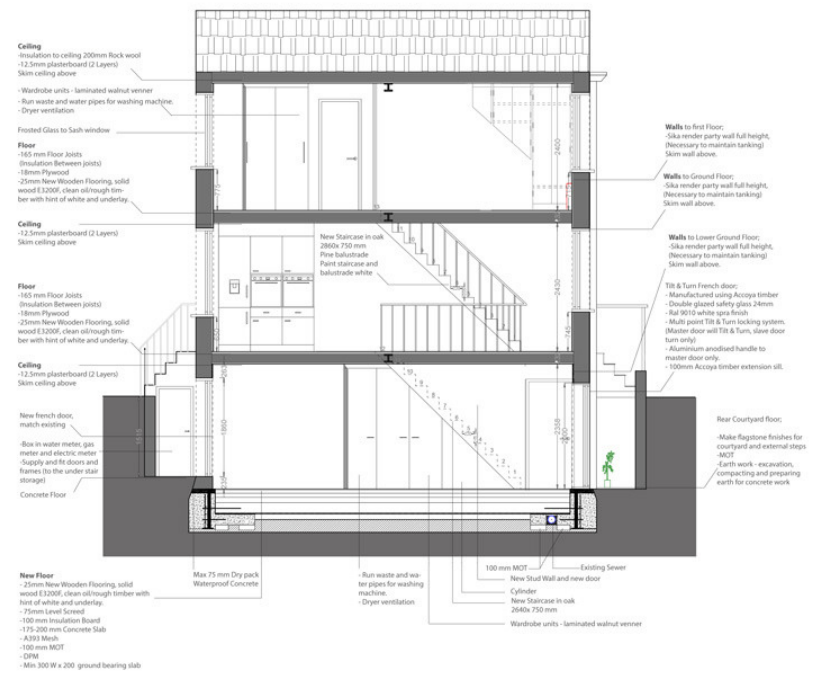 Ceiling
-Insulation to ceiling 200mm Rock wool
-12.5mm plasterboard (2 Layers)
Skim ceiling above
- Wardrobe units - laminated walnut venner
- Run waste and water pipes for washing machine.
- Dryer ventilation
Frosted Glass to Sash window
Floor
-165 mm Floor Joists
(Insulation Between joists)
-18mm Plywood
-25mm New Wooden Flooring, solid
wood E3200F, clean oil/rough tim-
ber with hint of white and underlay.
Ceiling
-12.5mm plasterboard (2 Layers)
Skim ceiling above
Floor
-165 mm Floor Joists
(Insulation Between joists)
-18mm Plywood
-25mm New Wooden Flooring, solid
wood E3200F, clean oil/rough tim-
ber with hint of white and underlay.
Ceiling
-12.5mm plasterboard (2 Layers)
Skim ceiling above
New french door,
match existing
-Box in water meter, gas
meter and electric meter
-Supply and fit doors and
frames (to the under stair
storage)
Concrete Floor
New Floor
- 25mm New Wooden Flooring, solid
wood E3200F, clean oil/rough timber with
hint of white and underlay.
- 75mm Level Screed
-100 mm Insulation Board
-175-200 mm Concrete Slab
- A393 Mesh
-100 mm MOT
- DPM
- Min 300 W x 200 ground bearing slab
New Staircase in oak
2860x 750 mm
Pine balustrade
Paint staircase and
balustrade white
2400
775
2430
745
1860
2358
Max 75 mm Dry pack
Waterproof Concrete
- Run waste and wa-
ter pipes for washing
machine.
- Dryer ventilation
100 mm MOT
Existing Sewer
New Stud Wall and new door
Cylinder
New Staircase in oak
2640x 750 mm
Wardrobe units - laminated walnut venner
Walls to first Floor;
-Sika render party wall full height,
(Necessary to maintain tanking)
Skim wall above.
Walls to Ground Floor;
-Sika render party wall full height,
(Necessary to maintain tanking)
Skim wall above.
Walls to Lower Ground Floor;
-Sika render party wall full height,
(Necessary to maintain tanking)
Skim wall above.
Tilt & Turn French door;
- Manufactured using Accoya timber
- Double glazed safety glass 24mm
- Ral 9010 white spra finish
- Multi point Tilt & Turn locking system.
(Master door will Tilt & Turn, slave door
turn only)
- Aluminium anodised handle to
master door only.
- 100mm Accoya timber extension sill.
Rear Courtyard floor;
-Make flagstone finishes for
courtyard and external steps
-MOT
-Earth work - excavation,
compacting and preparing
earth for concrete work